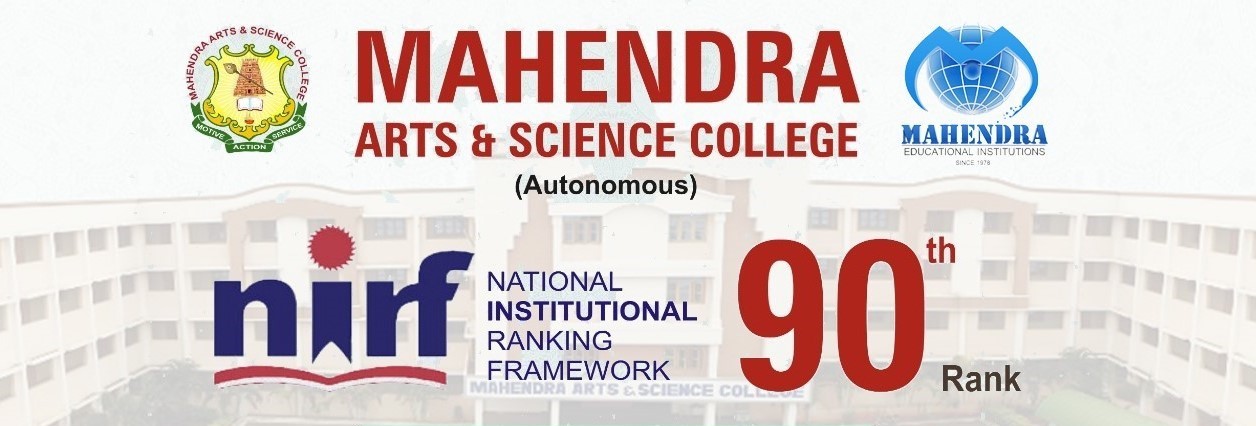 MAHENDRA ARTS & SCIENCE COLLEGE
MOTIVE ACTION SERVICE
MAHENDRA
ARTS & SCIENCE COLLEGE
(Autonomous)
MAHENDRA
EDUCATIONAL INSTITUTIONS
SINCE 1978
nirf
NATIONAL
INSTITUTIONAL
RANKING
FRAMEWORK
90th
Rank
MAHENDRA ARTS & SCIENCE COLLEGE